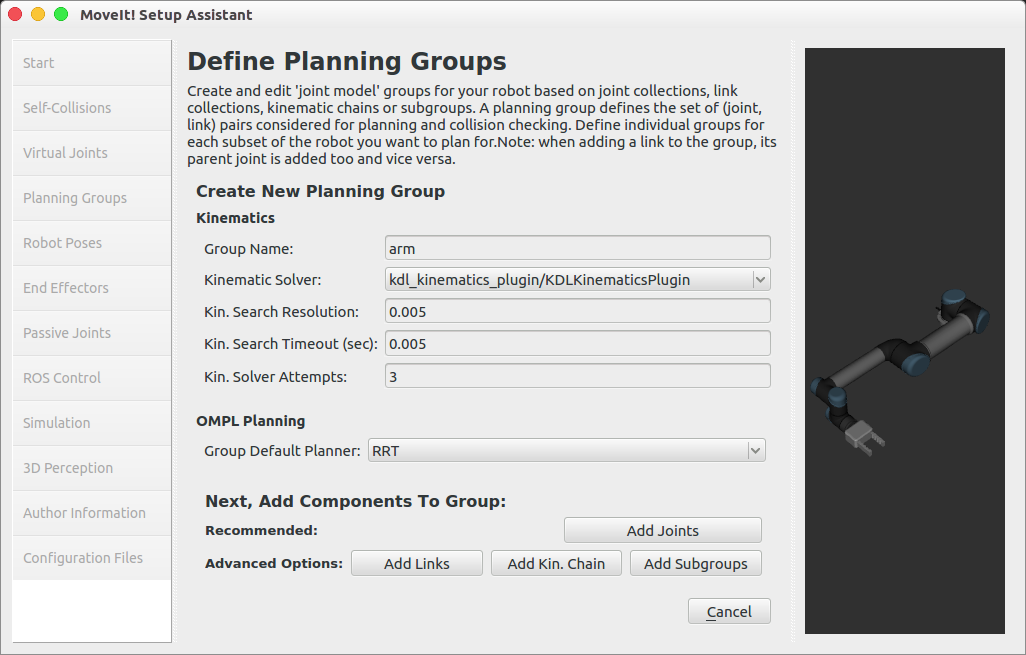 MoveIt! Setup Assistant
Start
Self-Collisions
Virtual Joints
Planning Groups
Robot Poses
End Effectors
Passive Joints
ROS Control
Simulation
3D Perception
Author Information
Configuration Files
Define Planning Groups
Create and edit 'joint model' groups for your robot based on joint collections, link
collections, kinematic chains or subgroups. A planning group defines the set of (joint,
link) pairs considered for planning and collision checking. Define individual groups for
each subset of the robot you want to plan for.Note: when adding a link to the group, its
parent joint is added too and vice versa.
Create New Planning Group
Kinematics
Group Name: arm
Kinematic Solver: kdl_kinematics_plugin/KDLKinematicsPlugin
Kin. Search Resolution: 0.005
Kin. Search Timeout (sec): 0.005
Kin. Solver Attempts: 3
OMPL Planning
Group Default Planner: RRT
Next, Add Components To Group:
Recommended: Add Joints
Advanced Options: Add Links Add Kin. Chain Add Subgroups
Cancel